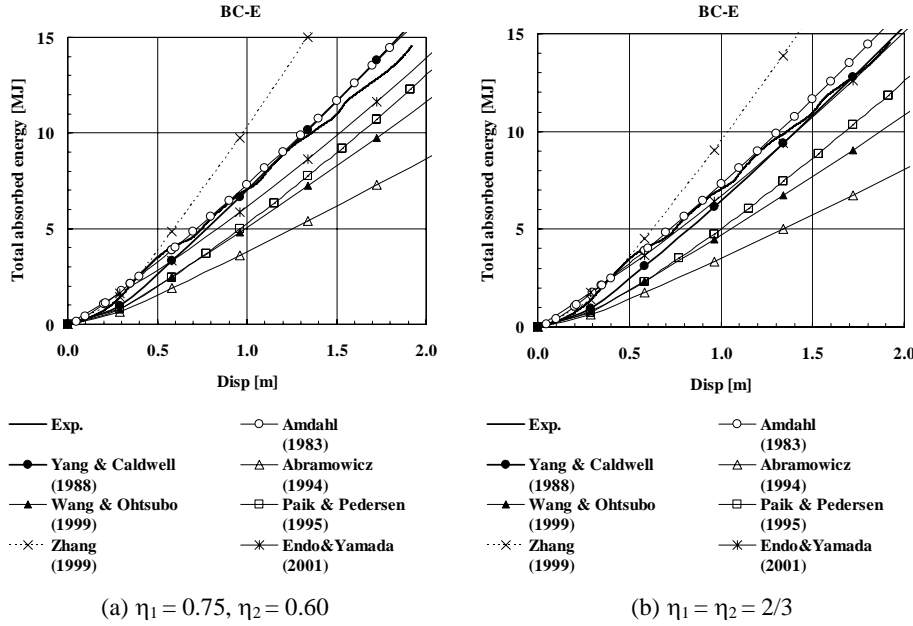 BC-E
Total absorbed energy [MJ]
15
10
5
0
0.0 0.5 1.0 1.5 2.0
Disp [m]
Exp.
Amdahl
(1983)
Yang & Caldwell
(1988)
Abramowicz
(1994)
Wang & Ohtsubo
(1999)
Paik & Pedersen
(1995)
Zhang
(1999)
Endo&Yamada
(2001)
(a) η1 = 0.75, η2 = 0.60
BC-E
Total absorbed energy [MJ]
15
10
5
0
0.0 0.5 1.0 1.5 2.0
Disp [m]
Exp.
Amdahl
(1983)
Yang & Caldwell
(1988)
Abramowicz
(1994)
Wang & Ohtsubo
(1999)
Paik & Pedersen
(1995)
Zhang
(1999)
Endo&Yamada
(2001)
(b) η1 = η2 = 2/3